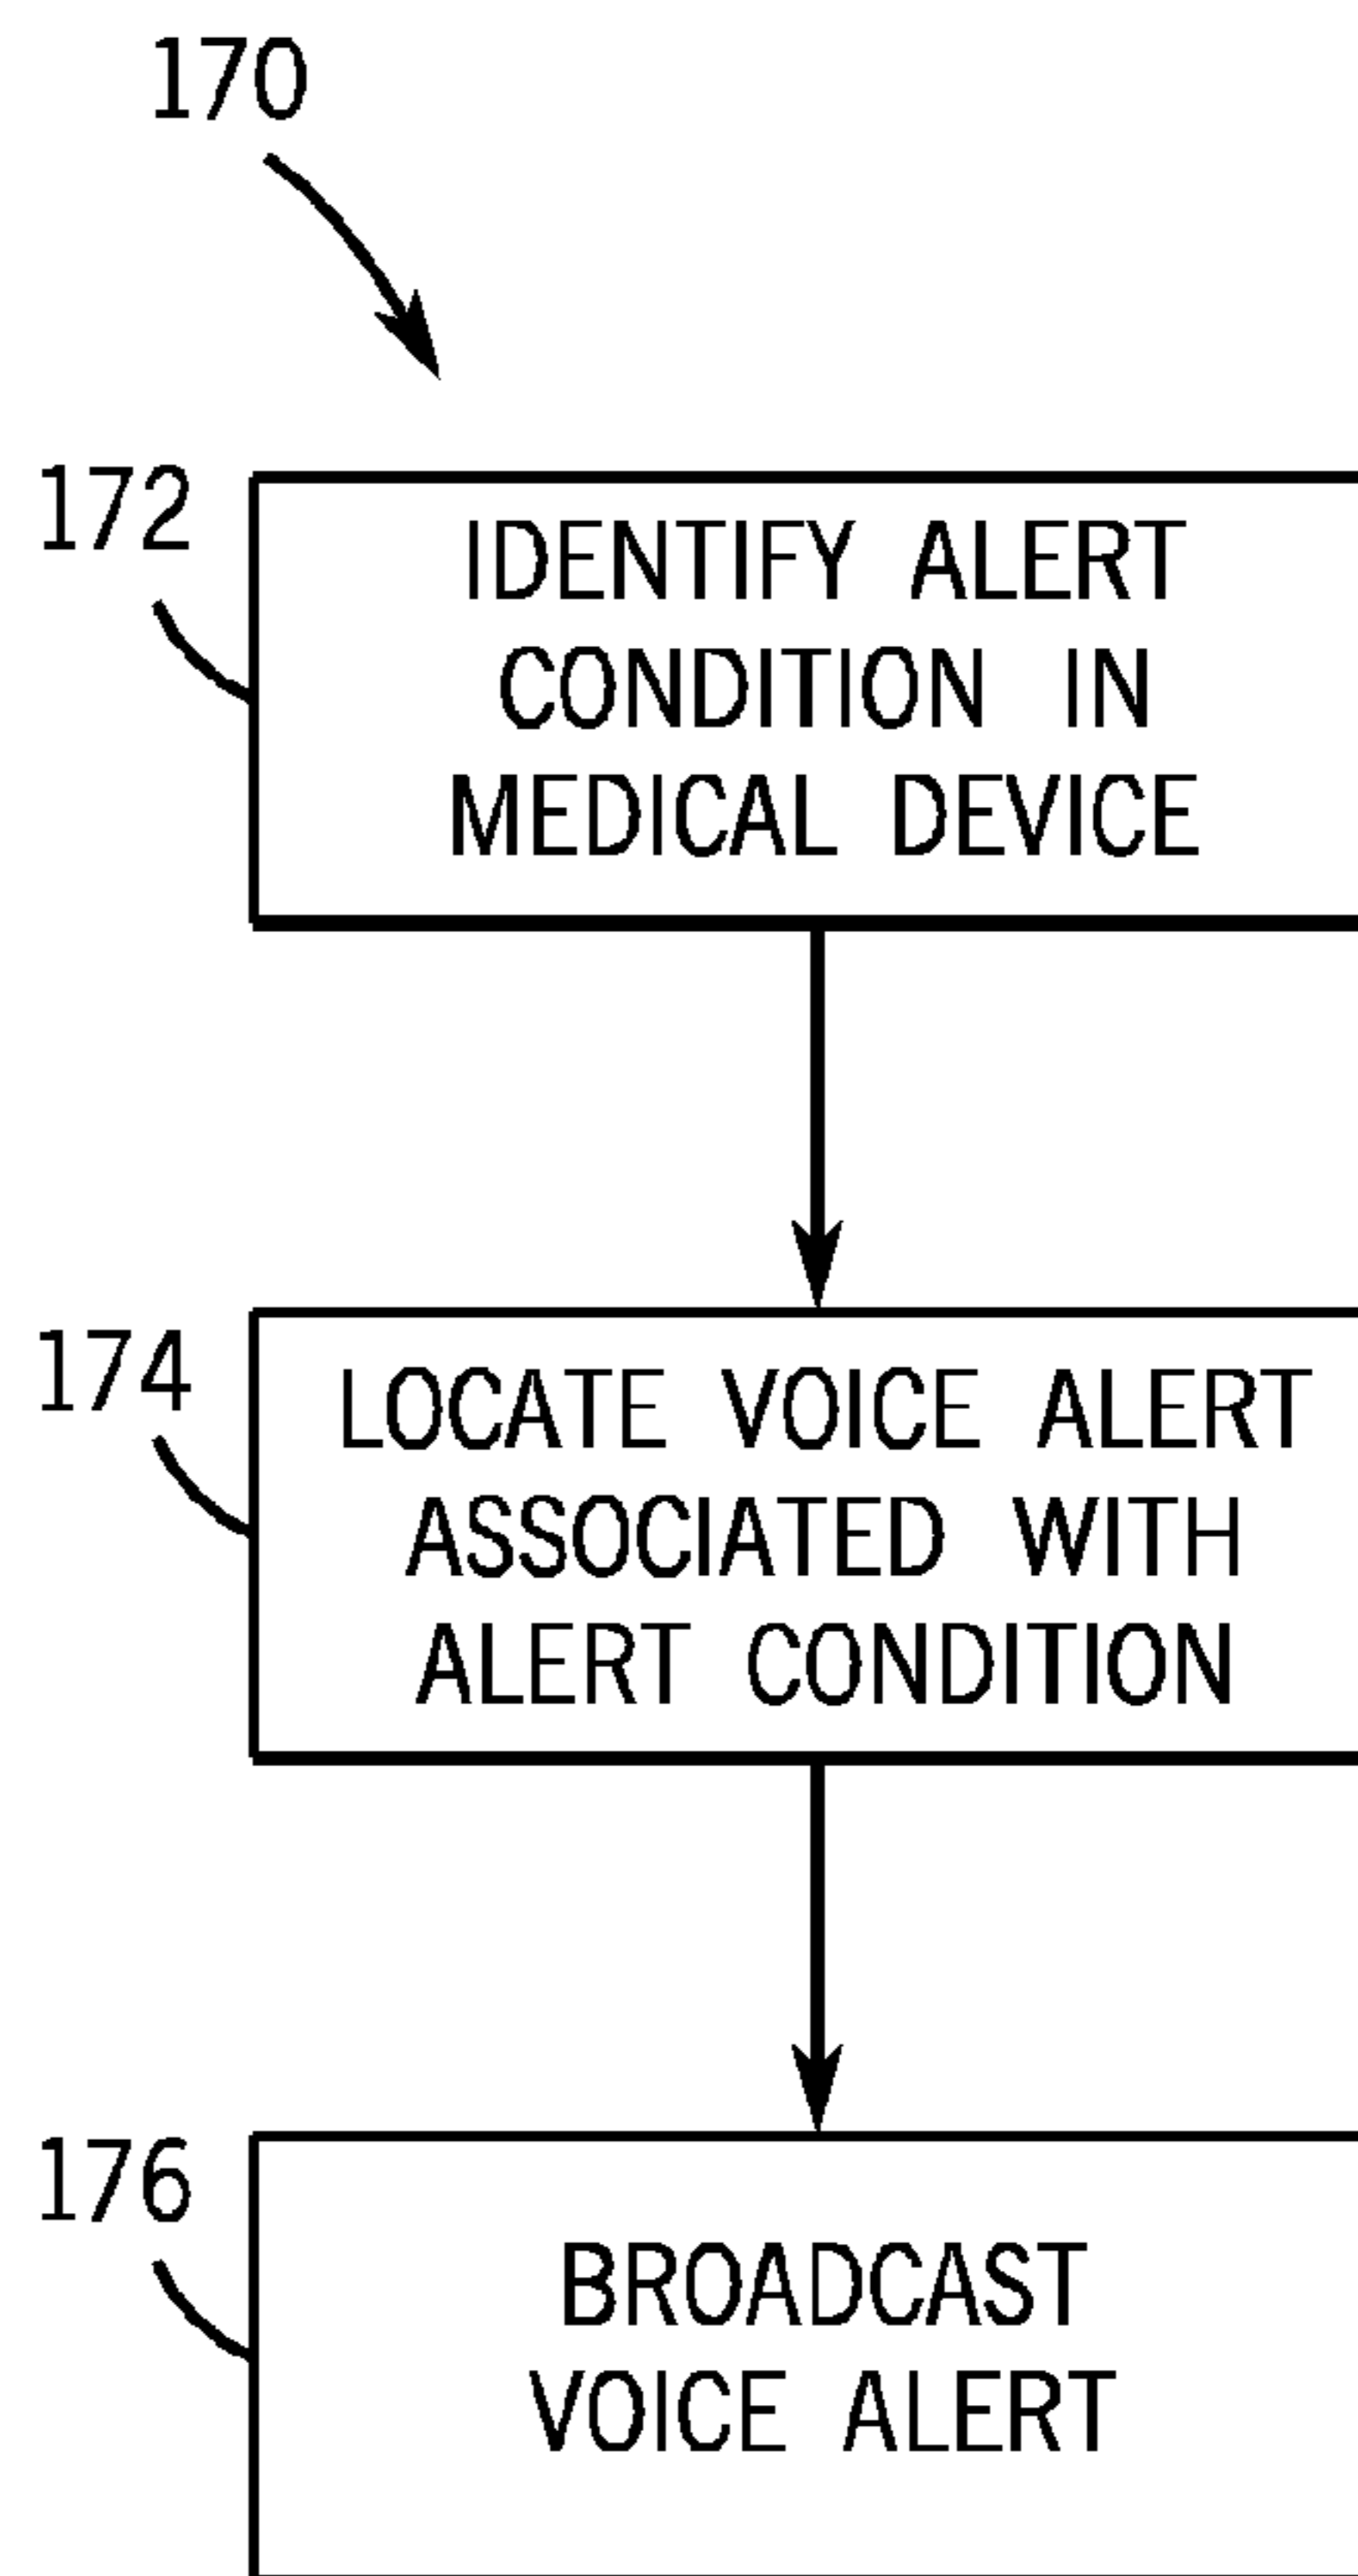 170
172
IDENTIFY ALERT
CONDITION IN
MEDICAL DEVICE
174
LOCATE VOICE ALERT
ASSOCIATED WITH
ALERT CONDITION
176
BROADCAST
VOICE ALERT